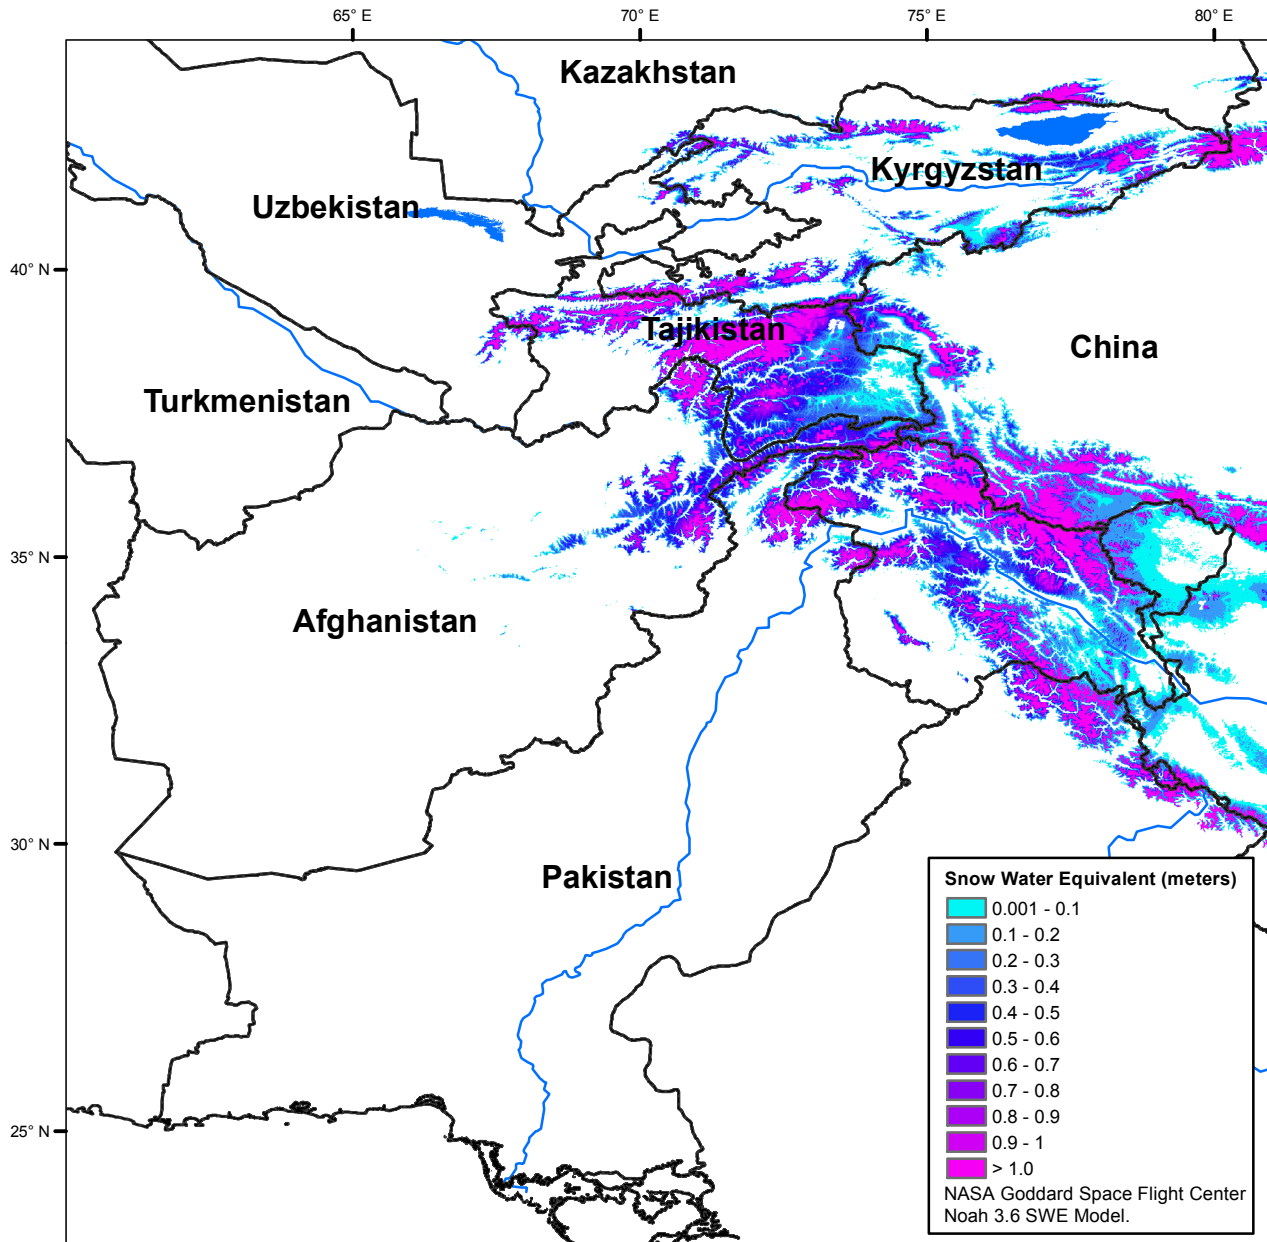 65° E
70° E
75° E
80° E
Kazakhstan
Kyrgyzstan
Uzbekistan
40° N
Tajikistan
China
Turkmenistan
35° N
Afghanistan
30° N
Pakistan
25° N
Snow Water Equivalent (meters)
0.001 - 0.1
0.1 - 0.2
0.2 - 0.3
0.3 - 0.4
0.4 - 0.5
0.5 - 0.6
0.6 - 0.7
0.7 - 0.8
0.8 - 0.9
0.9 - 1
> 1.0
NASA Goddard Space Flight Center
Noah 3.6 SWE Model.